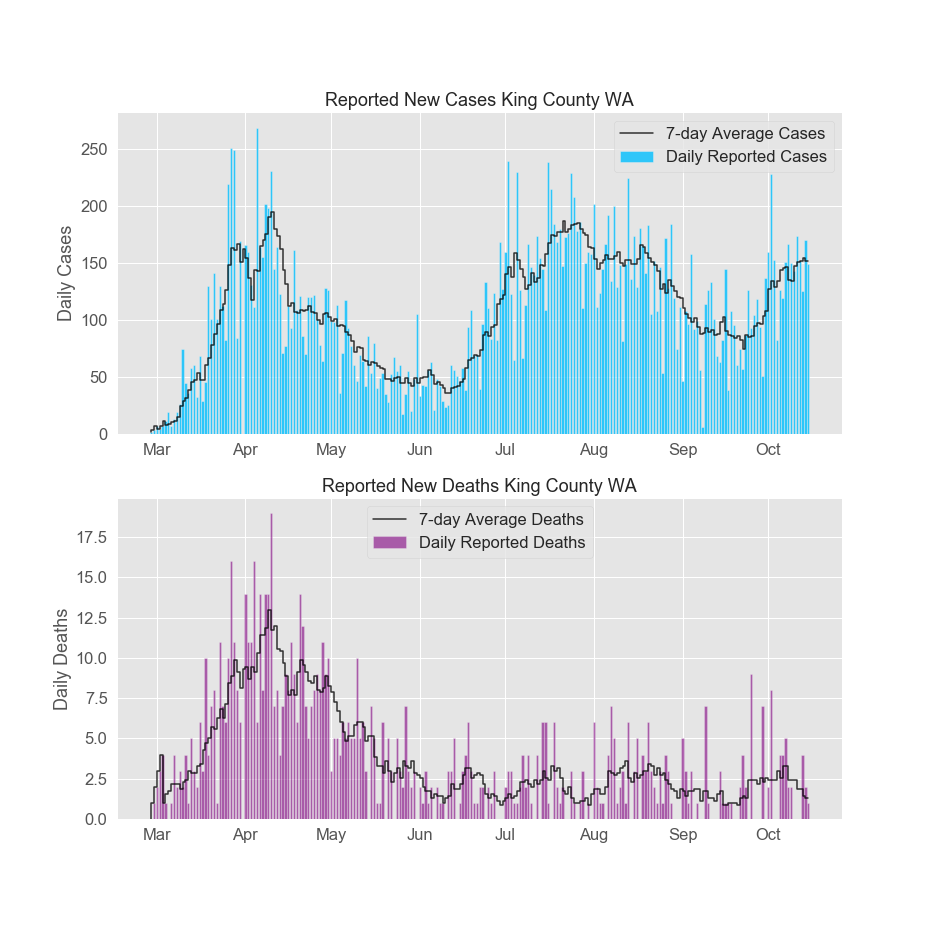 Reported New Cases King County WA
7-day Average Cases
Daily Reported Cases
Daily Cases
250
200
150
100
50
0
Mar Apr May Jun Jul Aug Sep Oct
Reported New Deaths King County WA
7-day Average Deaths
Daily Reported Deaths
Daily Deaths
17.5
15.0
12.5
10.0
7.5
5.0
2.5
0.0
Mar Apr May Jun Jul Aug Sep Oct